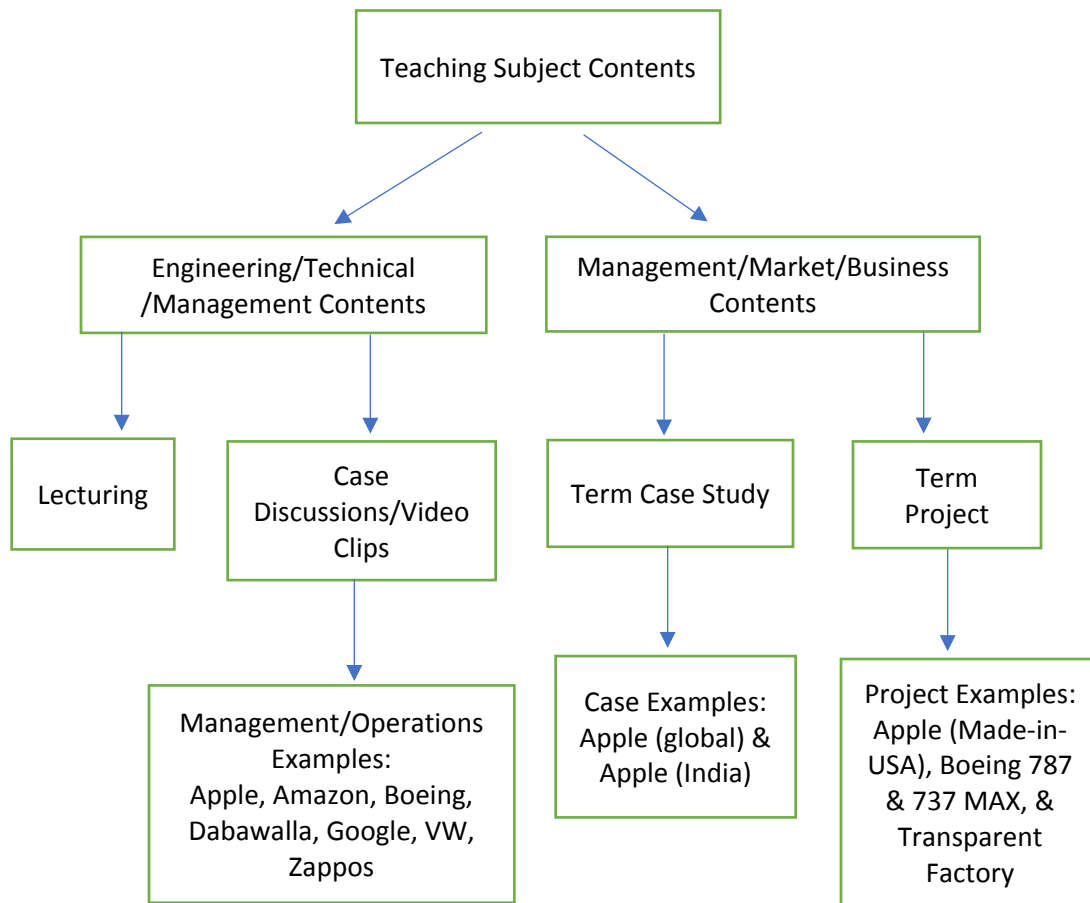 Teaching Subject Contents
Engineering/Technical
/Management Contents
Management/Market/Business
Contents
Lecturing
Case
Discussions/Video
Clips
Term Case Study
Term
Project
Management/Operations
Examples:
Apple, Amazon, Boeing,
Dabawalla, Google, VW,
Zappos
Case Examples:
Apple (global) &
Apple (India)
Project Examples:
Apple (Made-in-
USA), Boeing 787
& 737 MAX, &
Transparent
Factory